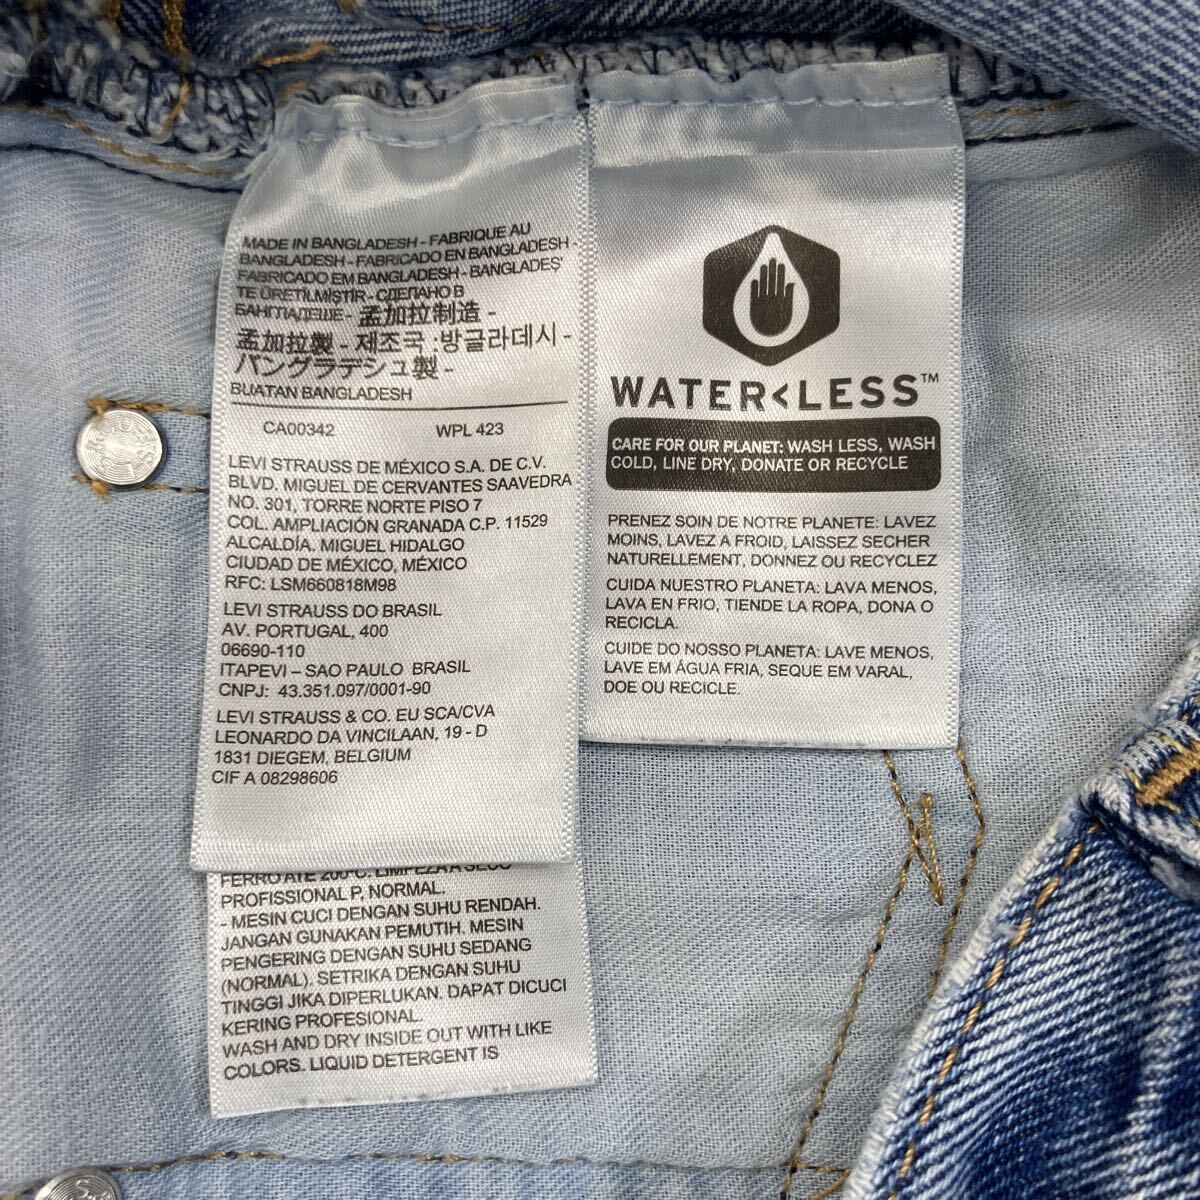 MADE IN BANGLADESH - FABRIQUE AU
BANGLADESH - FABRICADO EN BANGLADESH -
FABRICADO EM BANGLADESH - BANGLADEŞ'
TE ÜRETİLMİŞTİR - СДЕЛАНО В
БАНГЛАДЕШЕ - 孟加拉制造 -
孟加拉製 - 제조국 :방글라데시 -
バングラデシュ製 -
BUATAN BANGLADESH
CA00342 WPL 423
LEVI STRAUSS DE MÉXICO S.A. DE C.V.
BLVD. MIGUEL DE CERVANTES SAAVEDRA
NO. 301, TORRE NORTE PISO 7
COL. AMPLIACIÓN GRANADA C.P. 11529
ALCALDÍA. MIGUEL HIDALGO
CIUDAD DE MÉXICO, MÉXICO
RFC: LSM660818M98
LEVI STRAUSS DO BRASIL
AV. PORTUGAL, 400
06690-110
ITAPEVI – SAO PAULO BRASIL
CNPJ: 43.351.097/0001-90
LEVI STRAUSS & CO. EU SCA/CVA
LEONARDO DA VINCILAAN, 19 - D
1831 DIEGEM, BELGIUM
CIF A 08298606
FERRO ATÉ 200°C. LIMPEZA A SECO
PROFISSIONAL P, NORMAL.
- MESIN CUCI DENGAN SUHU RENDAH.
JANGAN GUNAKAN PEMUTIH. MESIN
PENGERING DENGAN SUHU SEDANG
(NORMAL). SETRIKA DENGAN SUHU
TINGGI JIKA DIPERLUKAN. DAPAT DICUCI
KERING PROFESIONAL.
WASH AND DRY INSIDE OUT WITH LIKE
COLORS. LIQUID DETERGENT IS
WATER<LESS™
CARE FOR OUR PLANET: WASH LESS, WASH
COLD, LINE DRY, DONATE OR RECYCLE
PRENEZ SOIN DE NOTRE PLANETE: LAVEZ
MOINS, LAVEZ A FROID, LAISSEZ SECHER
NATURELLEMENT, DONNEZ OU RECYCLEZ
CUIDA NUESTRO PLANETA: LAVA MENOS,
LAVA EN FRIO, TIENDE LA ROPA, DONA O
RECICLA.
CUIDE DO NOSSO PLANETA: LAVE MENOS,
LAVE EM ÁGUA FRIA, SEQUE EM VARAL,
DOE OU RECICLE.